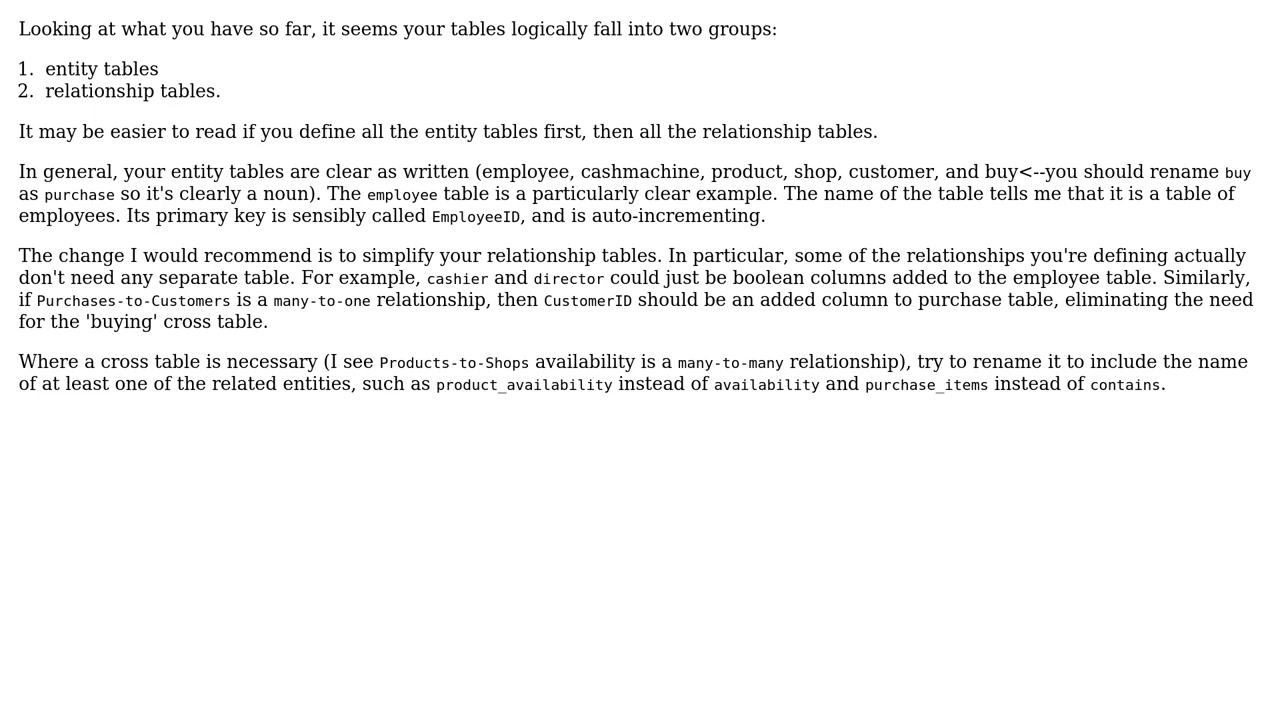 Looking at what you have so far, it seems your tables logically fall into two groups:
1. entity tables
2. relationship tables.
It may be easier to read if you define all the entity tables first, then all the relationship tables.
In general, your entity tables are clear as written (employee, cashmachine, product, shop, customer, and buy<--you should rename buy
as purchase so it's clearly a noun). The employee table is a particularly clear example. The name of the table tells me that it is a table of
employees. Its primary key is sensibly called EmployeeID, and is auto-incrementing.
The change I would recommend is to simplify your relationship tables. In particular, some of the relationships you're defining actually
don't need any separate table. For example, cashier and director could just be boolean columns added to the employee table. Similarly,
if Purchases-to-Customers is a many-to-one relationship, then CustomerID should be an added column to purchase table, eliminating the need
for the 'buying' cross table.
Where a cross table is necessary (I see Products-to-Shops availability is a many-to-many relationship), try to rename it to include the name
of at least one of the related entities, such as product_availability instead of availability and purchase_items instead of contains.